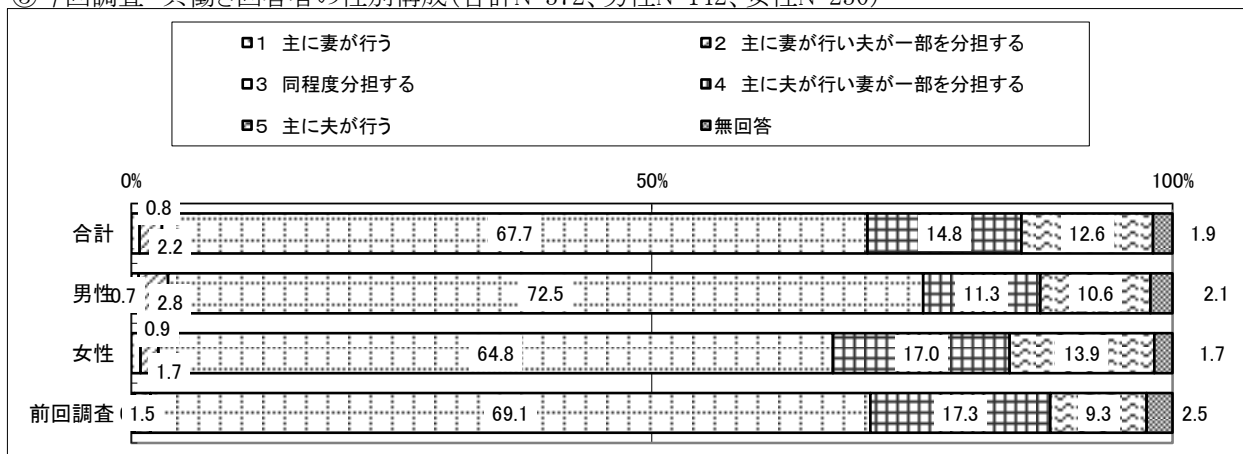 1 主に妻が行う
2 主に妻が行い夫が一部を分担する
3 同程度分担する
4 主に夫が行い妻が一部を分担する
5 主に夫が行う
無回答
0% 50% 100%
合計 0.8 2.2 67.7 14.8 12.6 1.9
男性 0.7 2.8 72.5 11.3 10.6 2.1
女性 0.9 1.7 64.8 17.0 13.9 1.7
前回調査 1.5 69.1 17.3 9.3 2.5